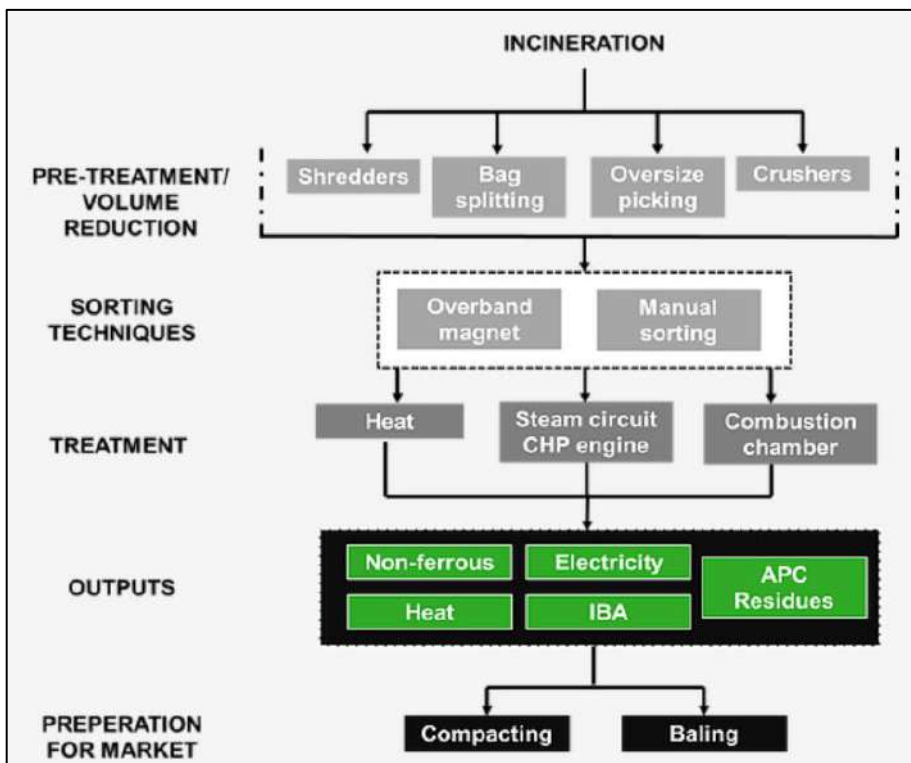 INCINERATION
PRE-TREATMENT/
VOLUME
REDUCTION
Shredders
Bag
splitting
Oversize
picking
Crushers
SORTING
TECHNIQUES
Overband
magnet
Manual
sorting
TREATMENT
Heat
Steam circuit
CHP engine
Combustion
chamber
OUTPUTS
Non-ferrous
Electricity
APC
Residues
Heat
IBA
PREPERATION
FOR MARKET
Compacting
Baling